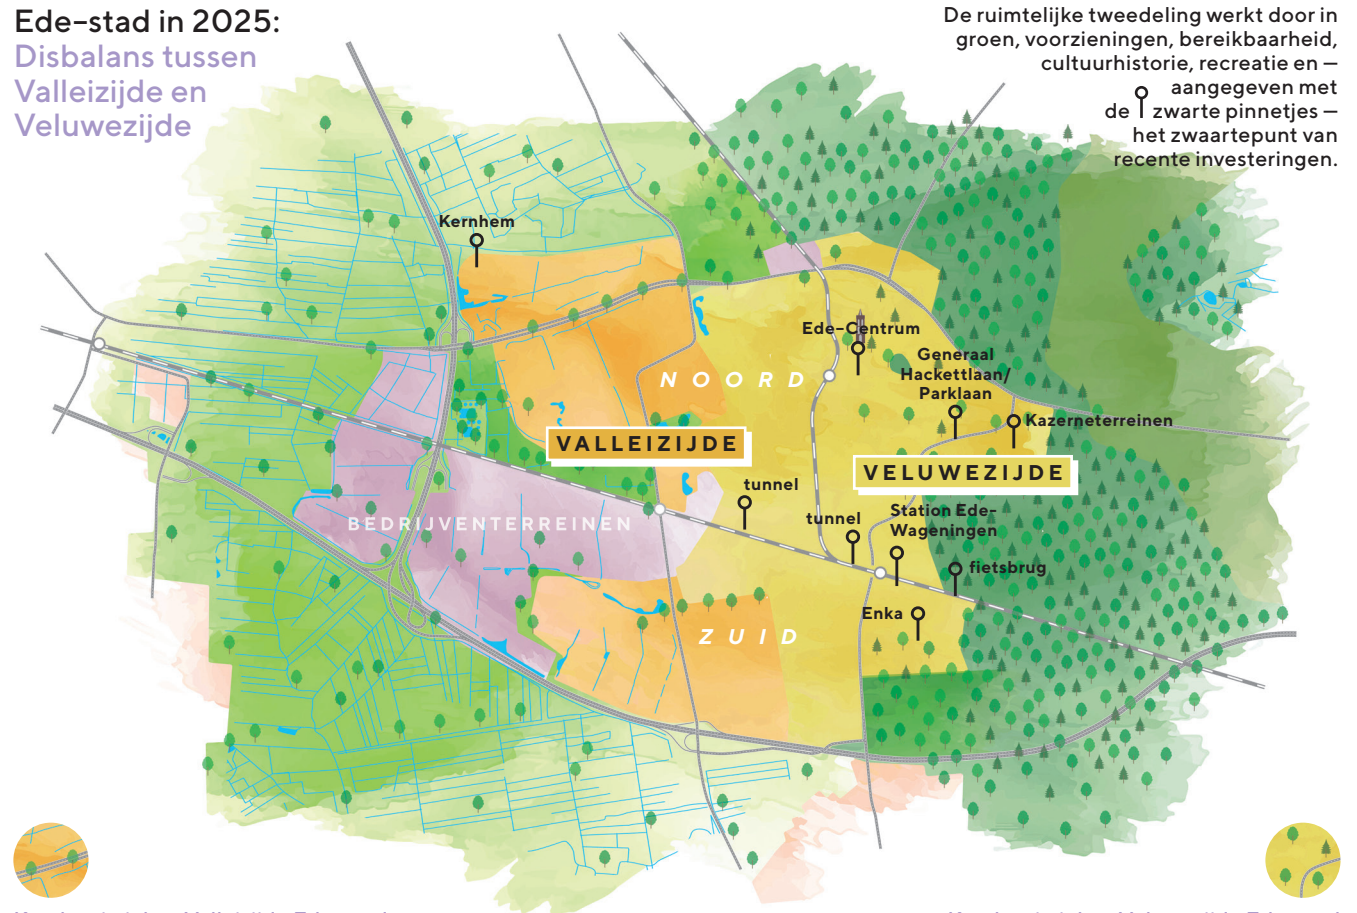 Ede-stad in 2025:
Disbalans tussen
Valleizijde en
Veluwezijde
De ruimtelijke tweedeling werkt door in
groen, voorzieningen, bereikbaarheid,
cultuurhistorie, recreatie en –
aangegeven met
de zwarte pinnetjes –
het zwaartepunt van
recente investeringen.
Kernhem
Ede-Centrum
Generaal
Hackettlaan/
Parklaan
NOORD
Kazerneterreinen
VALLEIZIJDE
VELUWEZIJDE
tunnel
tunnel
Station Ede-
Wageningen
BEDRIJVENTERREINEN
fietsbrug
Enka
ZUID